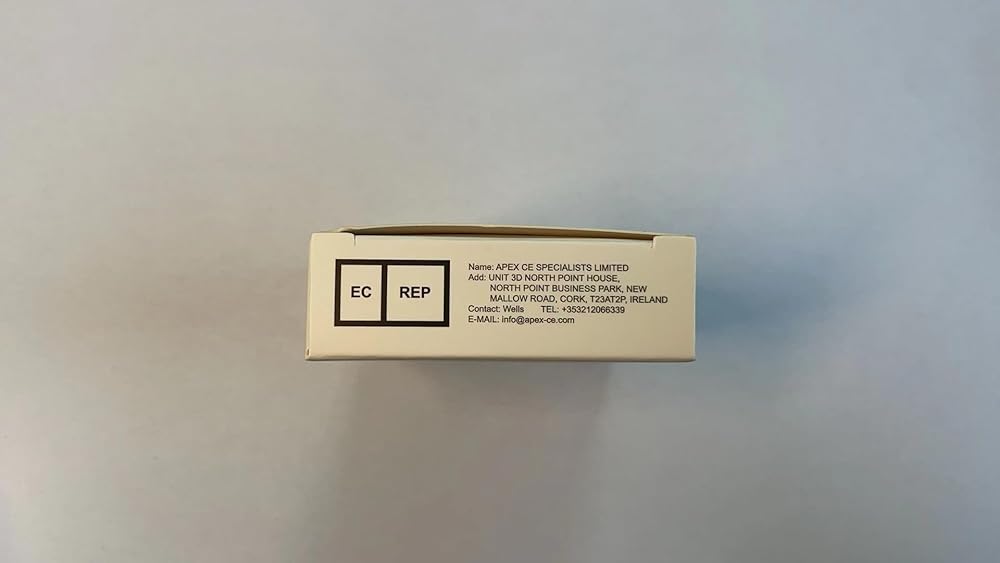 EC REP
Name: APEX CE SPECIALISTS LIMITED
Add: UNIT 3D NORTH POINT HOUSE,
NORTH POINT BUSINESS PARK, NEW
MALLOW ROAD, CORK, T23AT2P, IRELAND
Contact: Wells TEL: +353212066339
E-MAIL: info@apex-ce.com